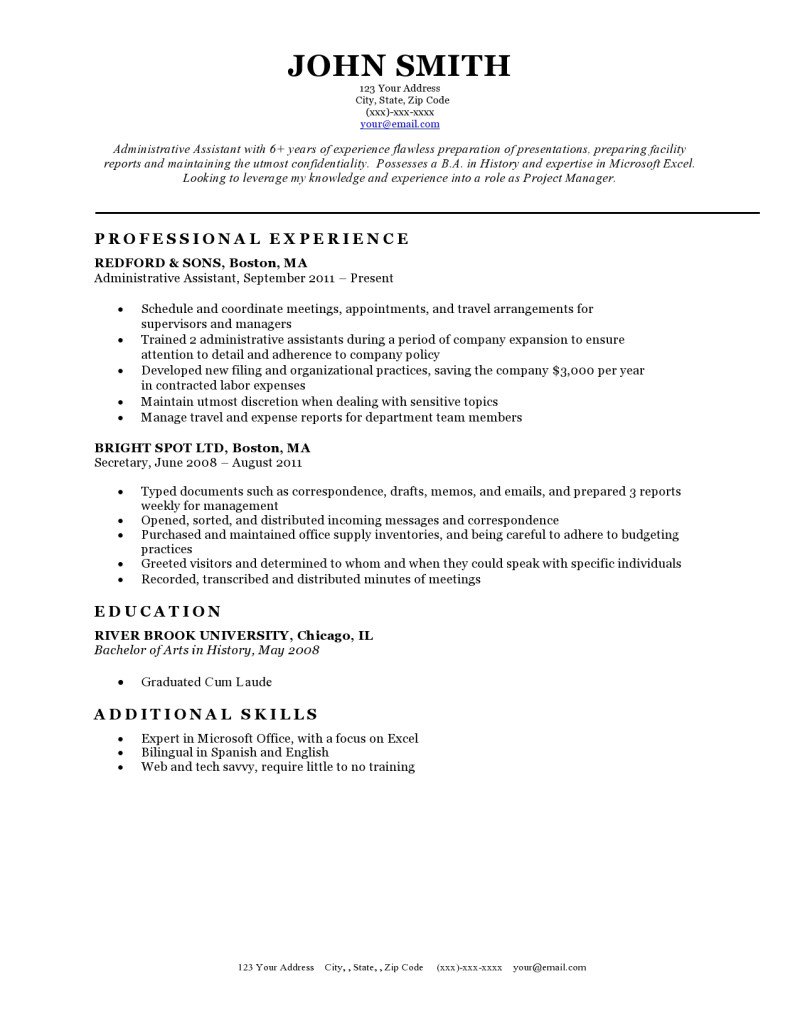 JOHN SMITH
123 Your Address
City, State, Zip Code
(xxx)-xxx-xxxx
your@email.com
Administrative Assistant with 6+ years of experience flawless preparation of presentations, preparing facility
reports and maintaining the utmost confidentiality. Possesses a B.A. in History and expertise in Microsoft Excel.
Looking to leverage my knowledge and experience into a role as Project Manager.
PROFESSIONAL EXPERIENCE
REDFORD & SONS, Boston, MA
Administrative Assistant, September 2011 – Present
• Schedule and coordinate meetings, appointments, and travel arrangements for
supervisors and managers
• Trained 2 administrative assistants during a period of company expansion to ensure
attention to detail and adherence to company policy
• Developed new filing and organizational practices, saving the company $3,000 per year
in contracted labor expenses
• Maintain utmost discretion when dealing with sensitive topics
• Manage travel and expense reports for department team members
BRIGHT SPOT LTD, Boston, MA
Secretary, June 2008 – August 2011
• Typed documents such as correspondence, drafts, memos, and emails, and prepared 3 reports
weekly for management
• Opened, sorted, and distributed incoming messages and correspondence
• Purchased and maintained office supply inventories, and being careful to adhere to budgeting
practices
• Greeted visitors and determined to whom and when they could speak with specific individuals
• Recorded, transcribed and distributed minutes of meetings
EDUCATION
RIVER BROOK UNIVERSITY, Chicago, IL
Bachelor of Arts in History, May 2008
• Graduated Cum Laude
ADDITIONAL SKILLS
• Expert in Microsoft Office, with a focus on Excel
• Bilingual in Spanish and English
• Web and tech savvy, require little to no training
123 Your Address City, , State, , Zip Code (xxx)-xxx-xxxx your@email.com